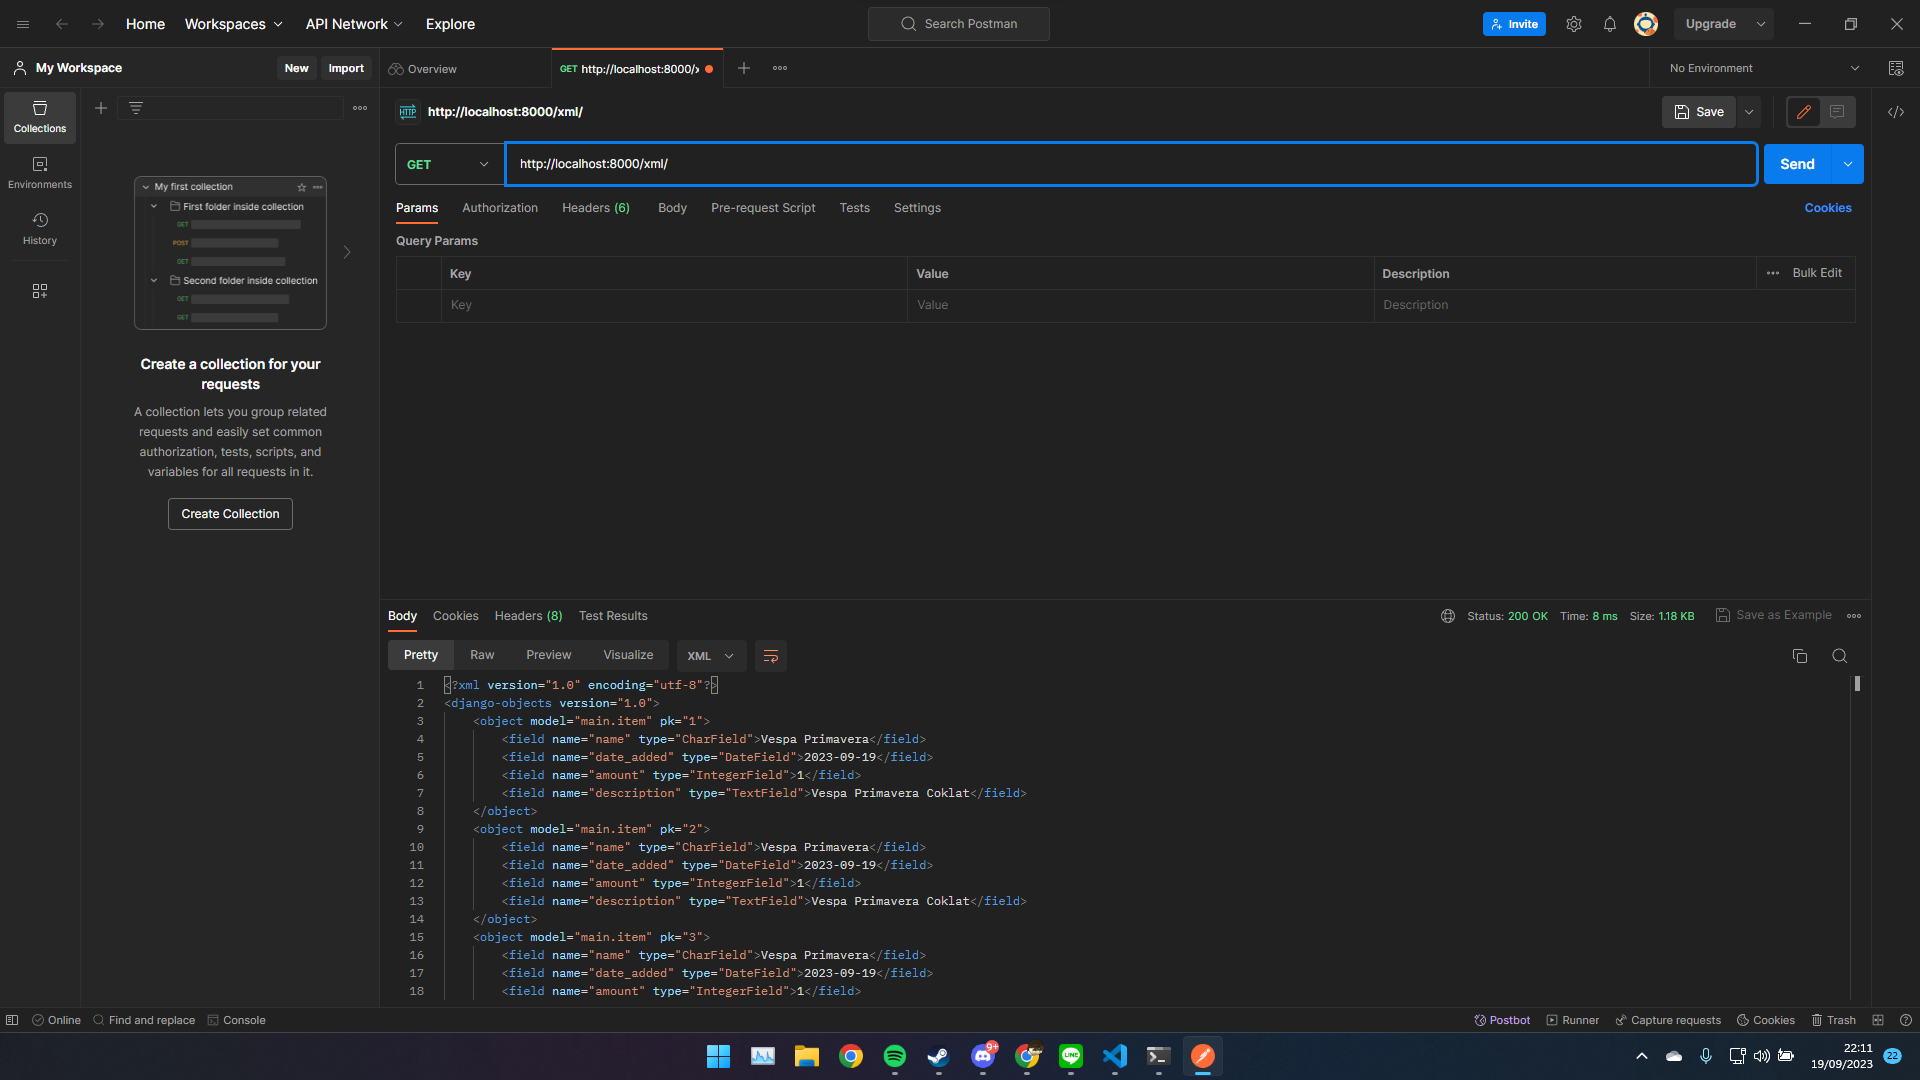 Home Workspaces API Network Explore Search Postman Invite Upgrade
My Workspace New Import Overview GET http://localhost:8000/x No Environment
Collections
Environments
History
My first collection
First folder inside collection
GET
POST
GET
Second folder inside collection
GET
GET
Create a collection for your
requests
A collection lets you group related
requests and easily set common
authorization, tests, scripts, and
variables for all requests in it.
Create Collection
HTTP http://localhost:8000/xml/ Save
GET http://localhost:8000/xml/ Send
Params Authorization Headers (6) Body Pre-request Script Tests Settings Cookies
Query Params
Key Value Description Bulk Edit
Key Value Description
Body Cookies Headers (8) Test Results Status: 200 OK Time: 8 ms Size: 1.18 KB Save as Example
Pretty Raw Preview Visualize XML
1 <?xml version="1.0" encoding="utf-8"?>
2 <django-objects version="1.0">
3 <object model="main.item" pk="1">
4 <field name="name" type="CharField">Vespa Primavera</field>
5 <field name="date_added" type="DateField">2023-09-19</field>
6 <field name="amount" type="IntegerField">1</field>
7 <field name="description" type="TextField">Vespa Primavera Coklat</field>
8 </object>
9 <object model="main.item" pk="2">
10 <field name="name" type="CharField">Vespa Primavera</field>
11 <field name="date_added" type="DateField">2023-09-19</field>
12 <field name="amount" type="IntegerField">1</field>
13 <field name="description" type="TextField">Vespa Primavera Coklat</field>
14 </object>
15 <object model="main.item" pk="3">
16 <field name="name" type="CharField">Vespa Primavera</field>
17 <field name="date_added" type="DateField">2023-09-19</field>
18 <field name="amount" type="IntegerField">1</field>
Online Find and replace Console Postbot Runner Capture requests Cookies Trash
9+ LINE 22:11
19/09/2023 22